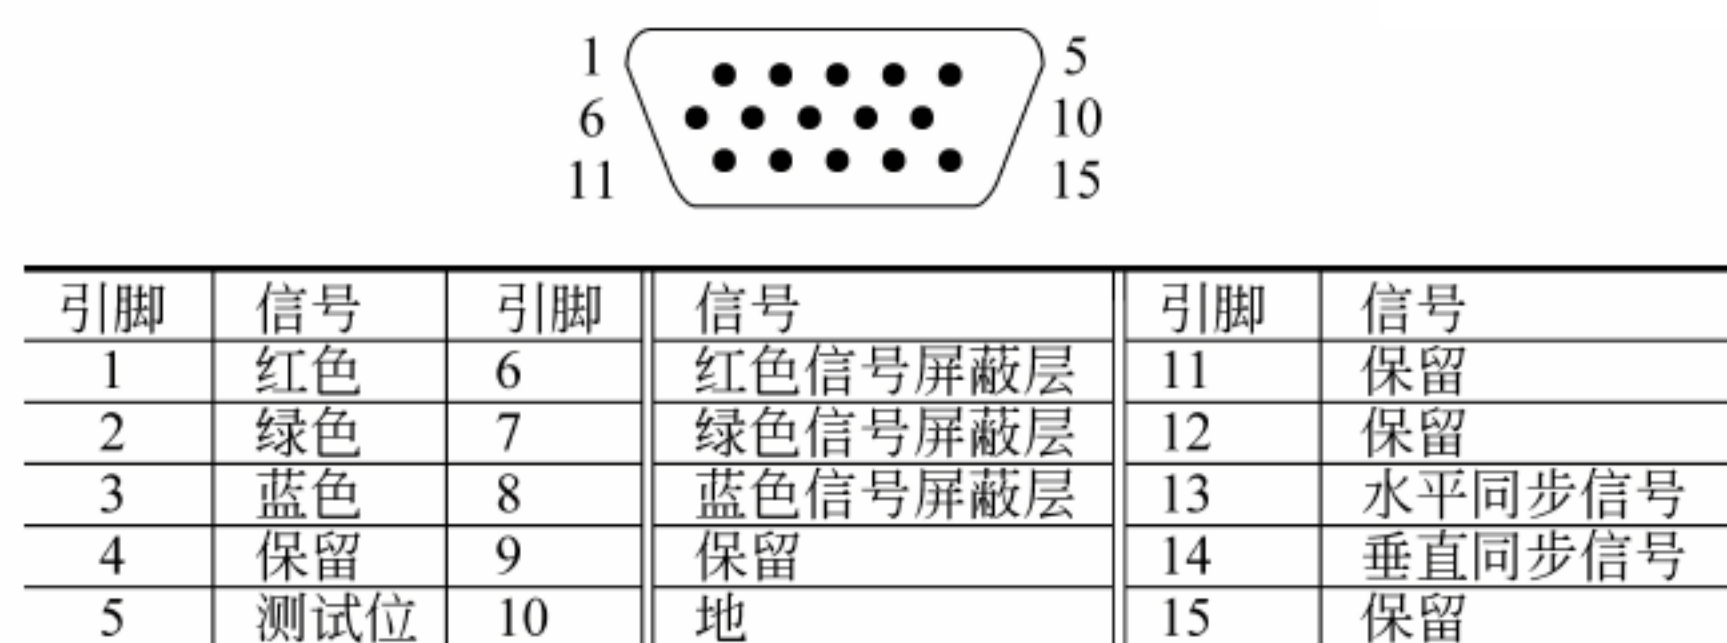 1 5
6 10
11 15
引脚 信号 引脚 信号 引脚 信号
1 红色 6 红色信号屏蔽层 11 保留
2 绿色 7 绿色信号屏蔽层 12 保留
3 蓝色 8 蓝色信号屏蔽层 13 水平同步信号
4 保留 9 保留 14 垂直同步信号
5 测试位 10 地 15 保留